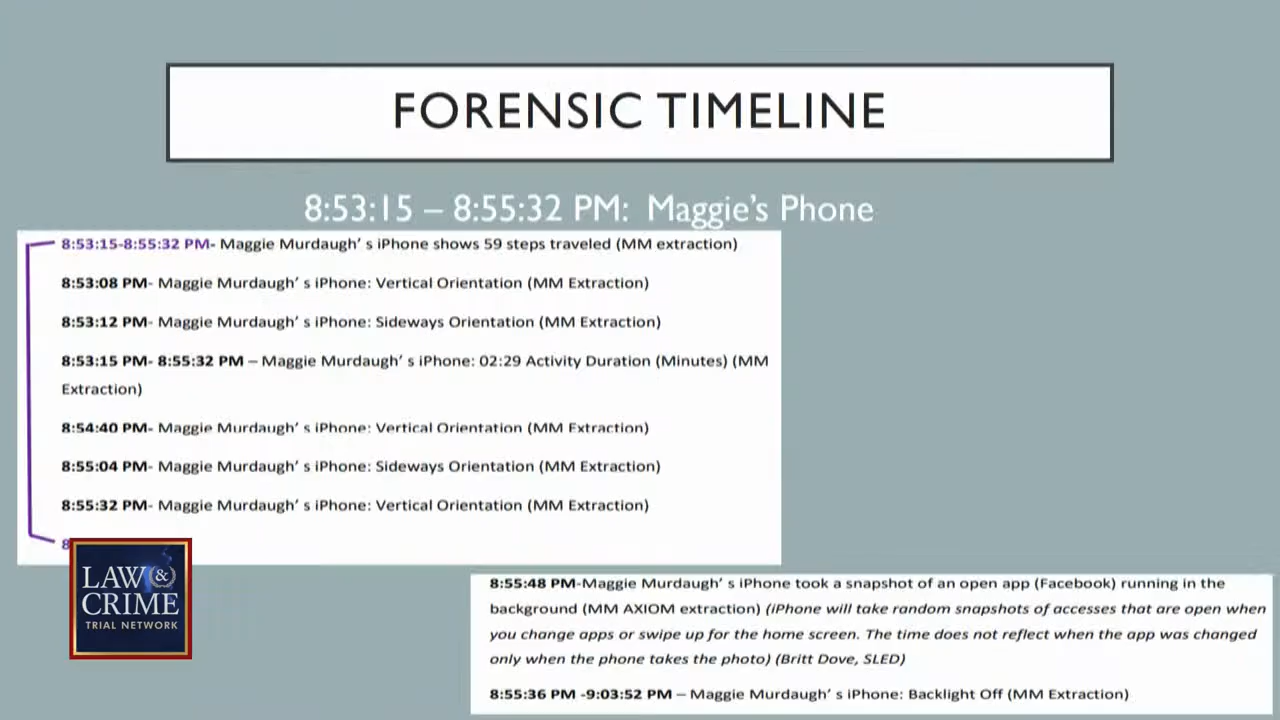 FORENSIC TIMELINE
8:53:15 – 8:55:32 PM:  Maggie's Phone
8:53:15-8:55:32 PM- Maggie Murdaugh' s iPhone shows 59 steps traveled (MM extraction)
8:53:08 PM- Maggie Murdaugh' s iPhone: Vertical Orientation (MM Extraction)
8:53:12 PM- Maggie Murdaugh' s iPhone: Sideways Orientation (MM Extraction)
8:53:15 PM- 8:55:32 PM – Maggie Murdaugh' s iPhone: 02:29 Activity Duration (Minutes) (MM
Extraction)
8:54:40 PM- Maggie Murdaugh' s iPhone: Vertical Orientation (MM Extraction)
8:55:04 PM- Maggie Murdaugh' s iPhone: Sideways Orientation (MM Extraction)
8:55:32 PM- Maggie Murdaugh' s iPhone: Vertical Orientation (MM Extraction)
8
LAW &
CRIME
TRIAL NETWORK
8:55:48 PM-Maggie Murdaugh' s iPhone took a snapshot of an open app (Facebook) running in the
background (MM AXIOM extraction) (iPhone will take random snapshots of accesses that are open when
you change apps or swipe up for the home screen. The time does not reflect when the app was changed
only when the phone takes the photo) (Britt Dove, SLED)
8:55:36 PM -9:03:52 PM – Maggie Murdaugh' s iPhone: Backlight Off (MM Extraction)